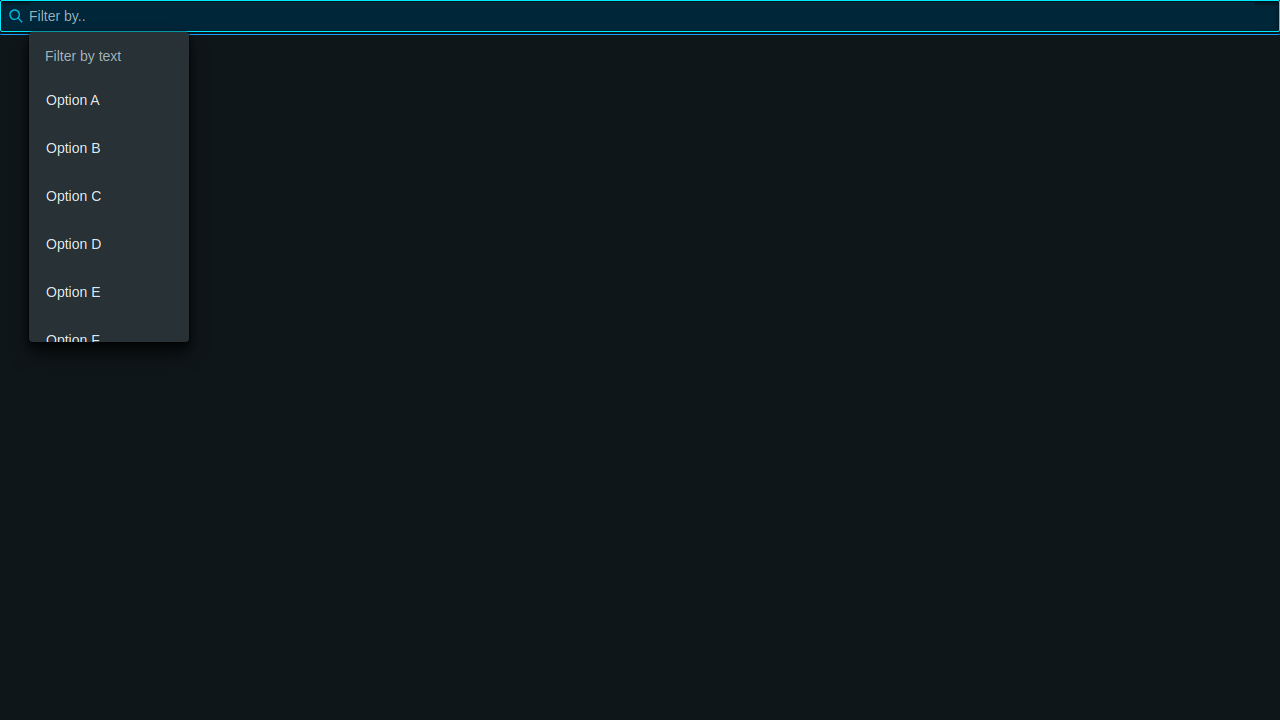 Filter by..
Filter by text
Option A
Option B
Option C
Option D
Option E
Option F